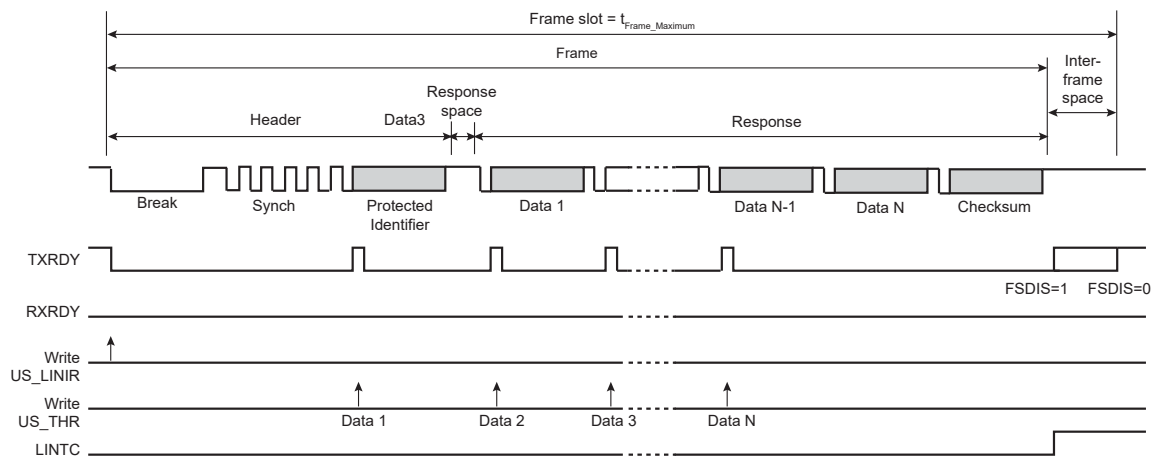 Frame slot = tFrame_Maximum
Frame
Inter-
frame
space
Response
space
Header
Data3
Response
Break
Synch
Protected
Identifier
Data 1
Data N-1
Data N
Checksum
TXRDY
FSDIS=1
FSDIS=0
RXRDY
Write
US_LINIR
Write
US_THR
Data 1
Data 2
Data 3
Data N
LINTC